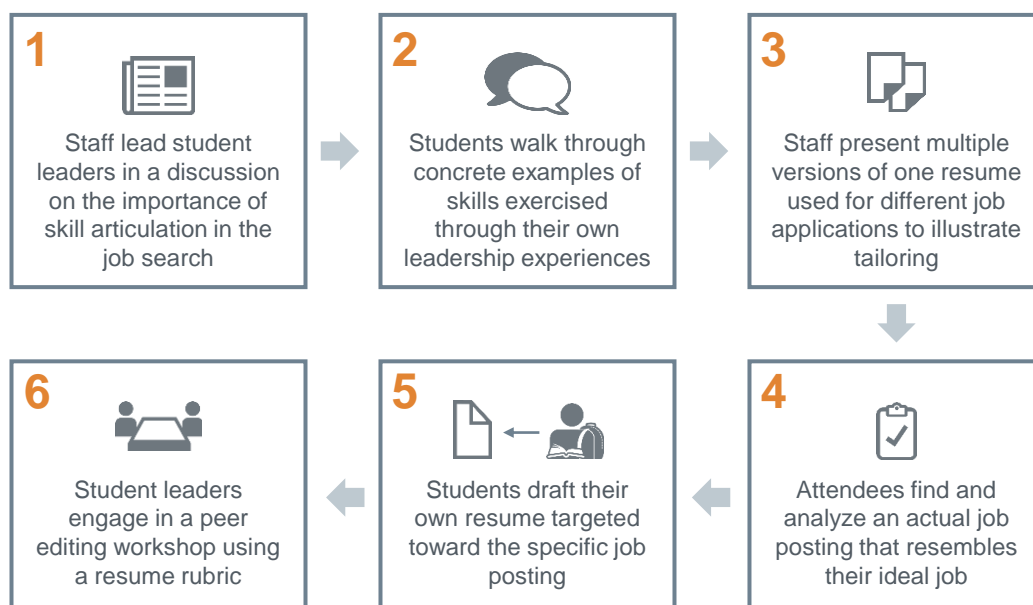 1
Staff lead student
leaders in a discussion
on the importance of
skill articulation in the
job search
2
Students walk through
concrete examples of
skills exercised
through their own
leadership experiences
3
Staff present multiple
versions of one resume
used for different job
applications to illustrate
tailoring
4
Attendees find and
analyze an actual job
posting that resembles
their ideal job
5
Students draft their
own resume targeted
toward the specific job
posting
6
Student leaders
engage in a peer
editing workshop using
a resume rubric